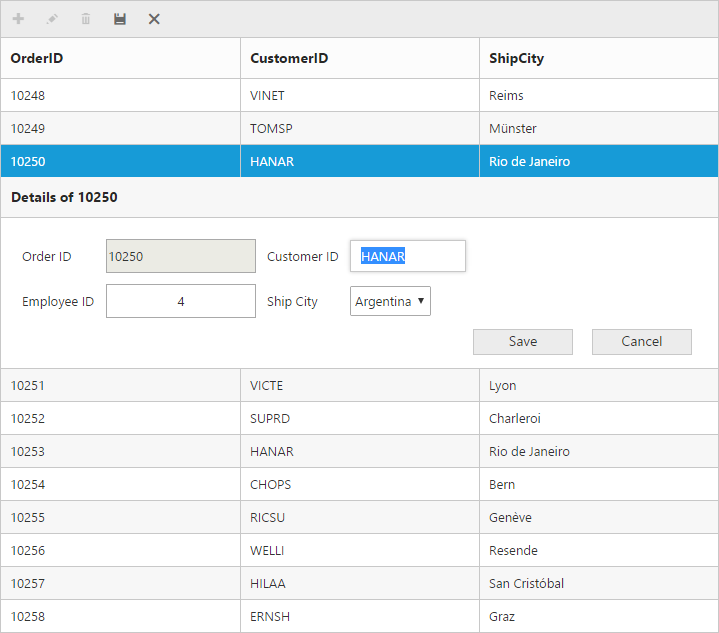 OrderID CustomerID ShipCity
10248 VINET Reims
10249 TOMSP Münster
10250 HANAR Rio de Janeiro
Details of 10250
Order ID 10250 Customer ID HANAR
Employee ID 4 Ship City Argentina
Save Cancel
10251 VICTE Lyon
10252 SUPRD Charleroi
10253 HANAR Rio de Janeiro
10254 CHOPS Bern
10255 RICSU Genève
10256 WELLI Resende
10257 HILAA San Cristóbal
10258 ERNSH Graz